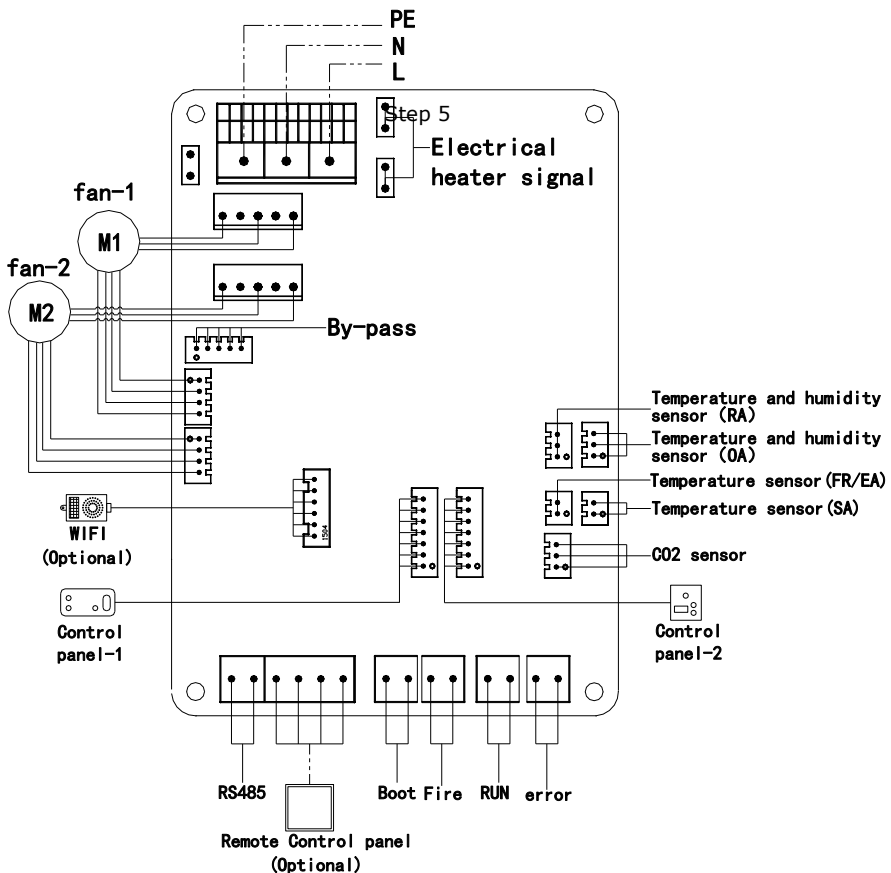 PE
N
L
Step 5
Electrical
heater signal
fan-1
M1
fan-2
M2
By-pass
Temperature and humidity
sensor (RA)
Temperature and humidity
sensor (OA)
Temperature sensor(FR/EA)
Temperature sensor(SA)
CO2 sensor
1504
WIFI
(Optional)
Control
panel-1
Control
panel-2
RS485
Boot
Fire
RUN
error
Remote Control panel
(Optional)